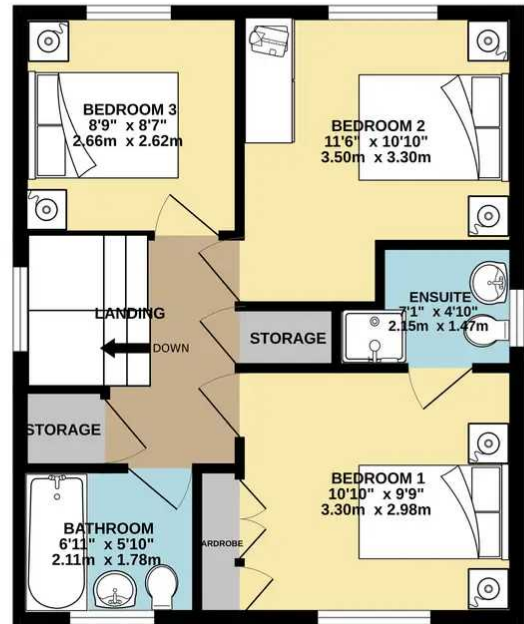 BEDROOM 3
8'9" x 8'7"
2.66m x 2.62m
BEDROOM 2
11'6" x 10'10"
3.50m x 3.30m
LANDING
DOWN
ENSUITE
7'1" x 4'10"
2.15m x 1.47m
STORAGE
STORAGE
BEDROOM 1
10'10" x 9'9"
3.30m x 2.98m
ARDROBE
BATHROOM
6'11" x 5'10"
2.11m x 1.78m